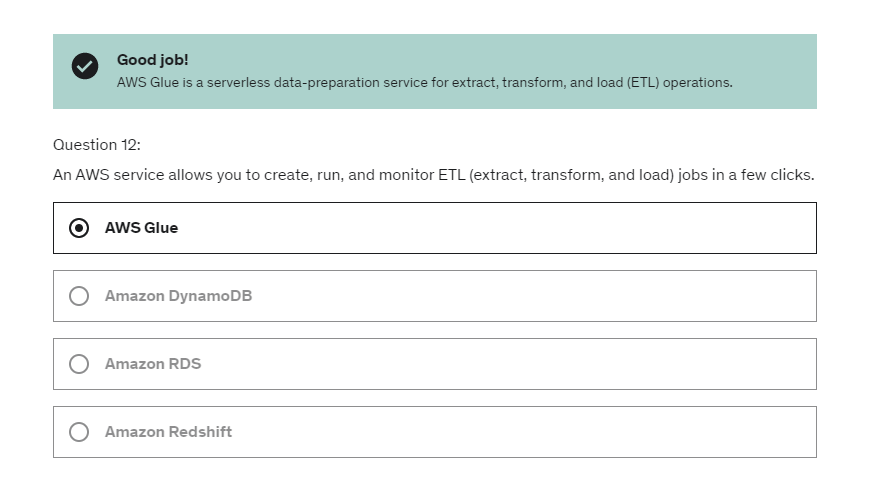 Good job!
AWS Glue is a serverless data-preparation service for extract, transform, and load (ETL) operations.
Question 12:
An AWS service allows you to create, run, and monitor ETL (extract, transform, and load) jobs in a few clicks.
AWS Glue
Amazon DynamoDB
Amazon RDS
Amazon Redshift